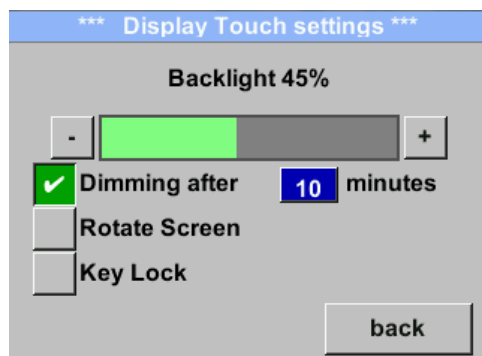 *** Display Touch settings ***
Backlight 45%
- +
Dimming after 10 minutes
Rotate Screen
Key Lock
back